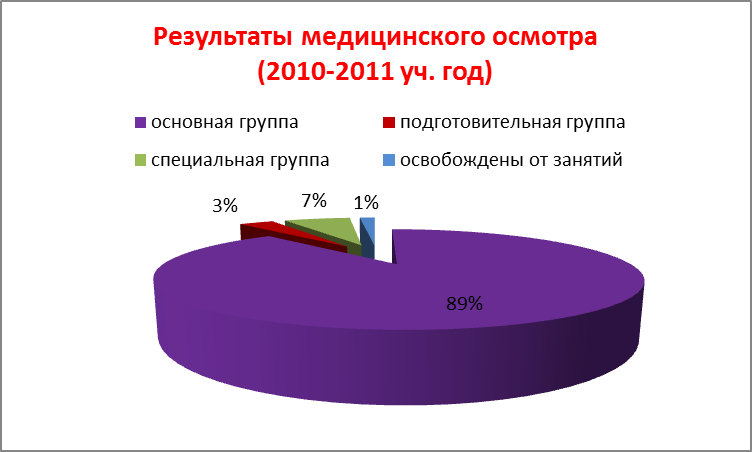 Результаты медицинского осмотра
(2010-2011 уч. год)
основная группа
подготовительная группа
специальная группа
освобождены от занятий
3%
7%
1%
89%